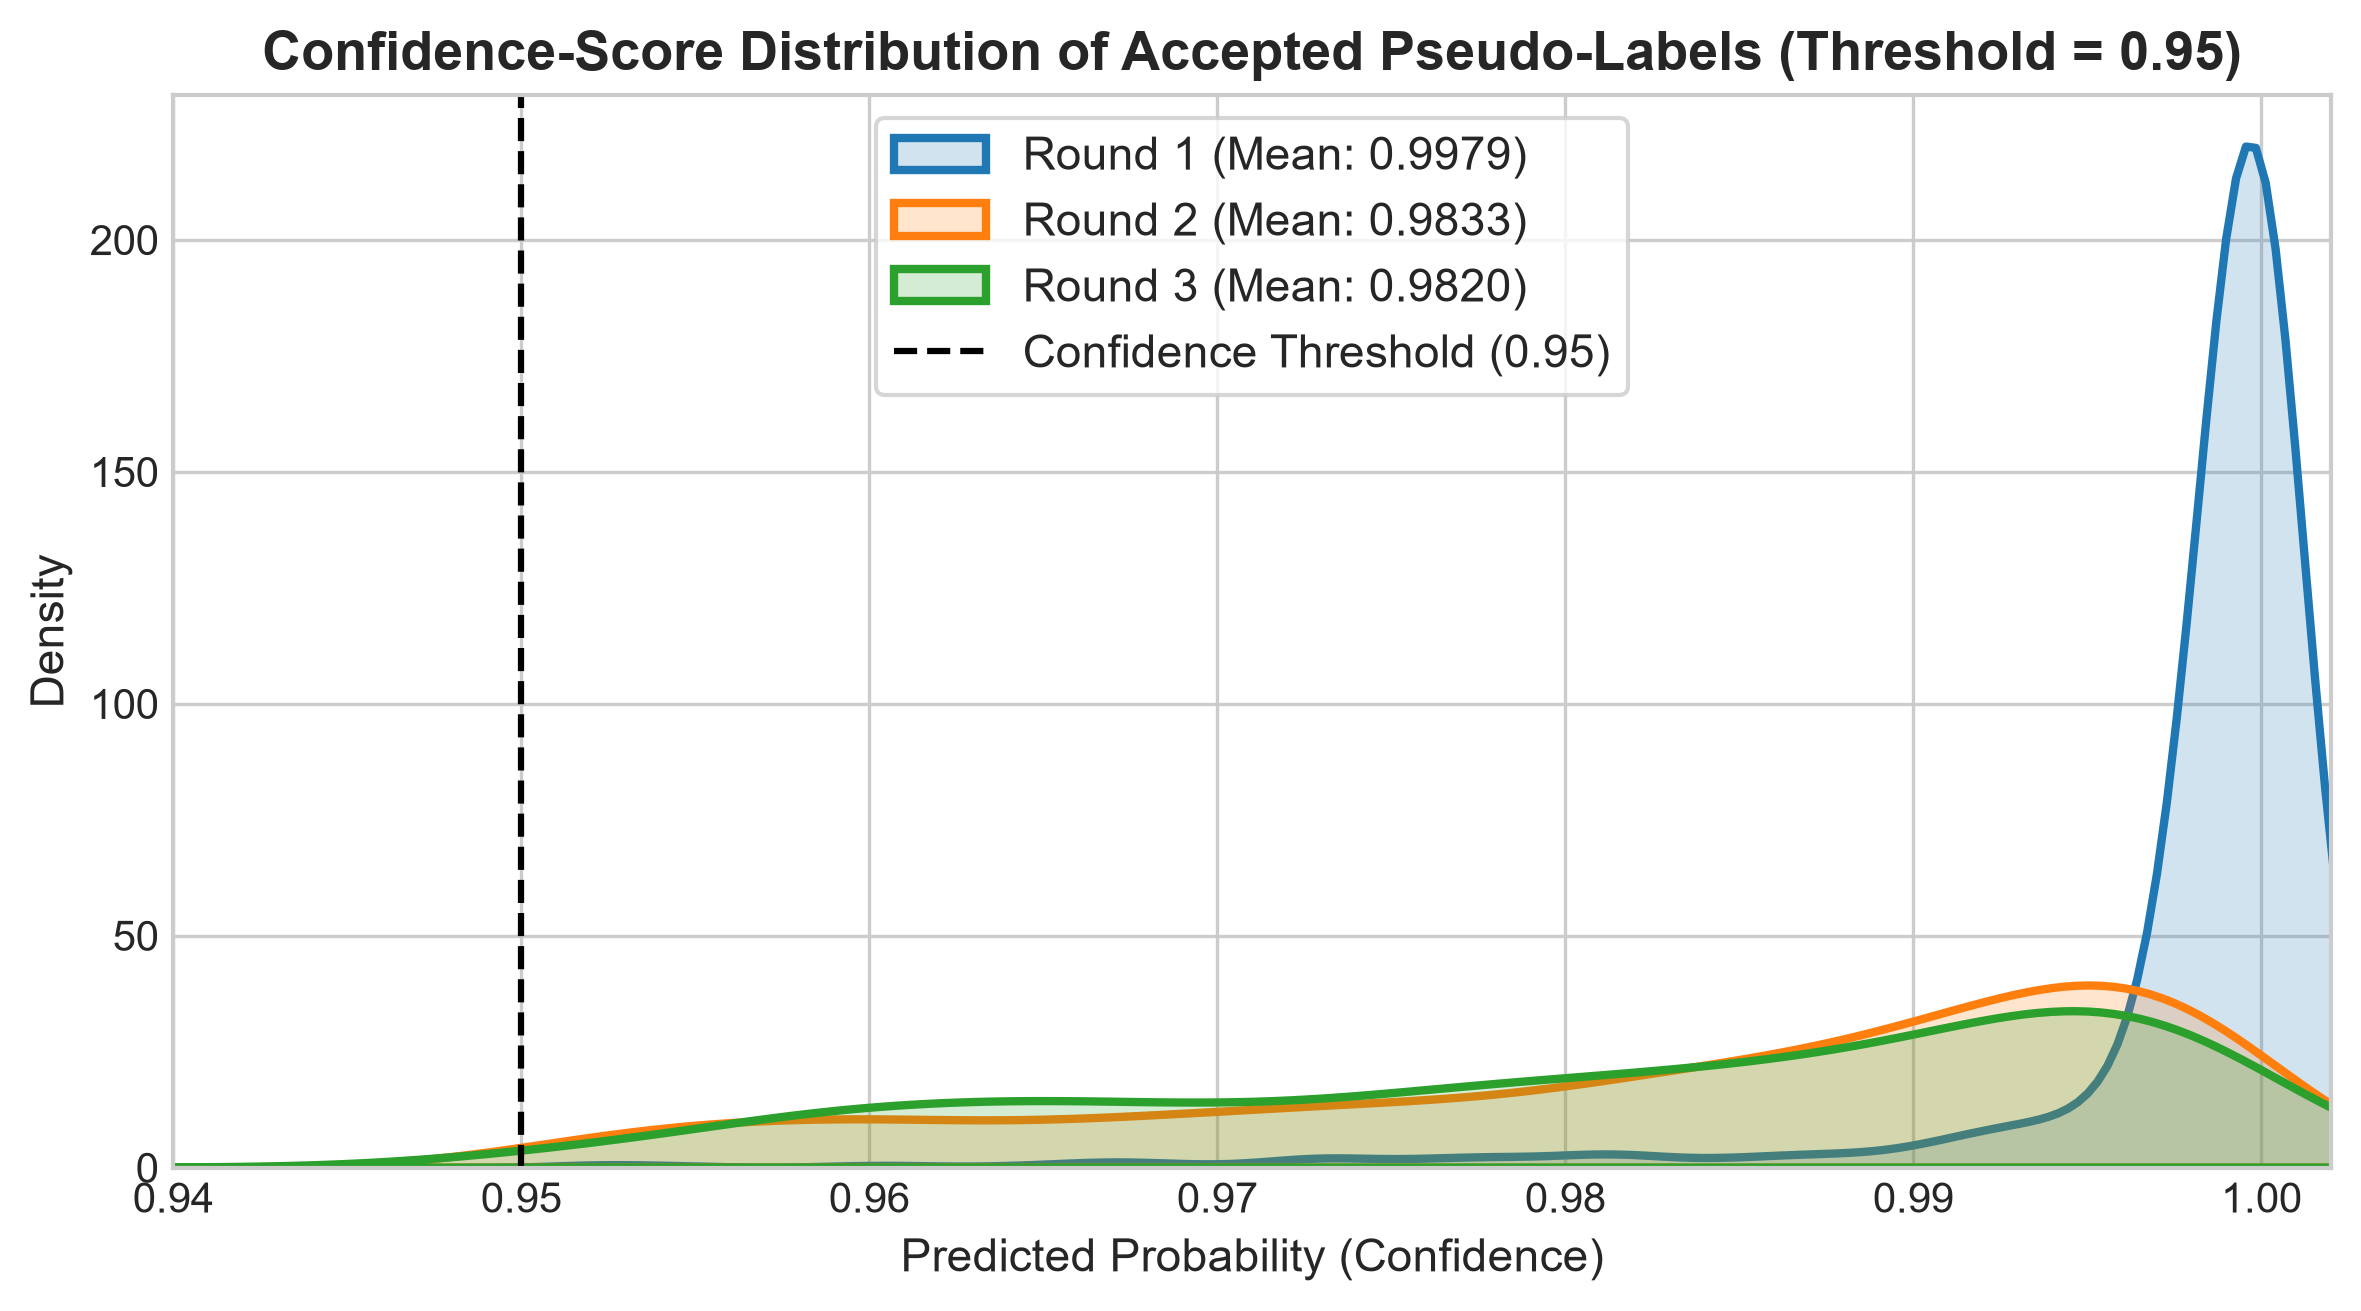 Confidence-Score Distribution of Accepted Pseudo-Labels (Threshold = 0.95)
Round 1 (Mean: 0.9979)
Round 2 (Mean: 0.9833)
Round 3 (Mean: 0.9820)
Confidence Threshold (0.95)
Density
200
150
100
50
0
0.94 0.95 0.96 0.97 0.98 0.99 1.00
Predicted Probability (Confidence)